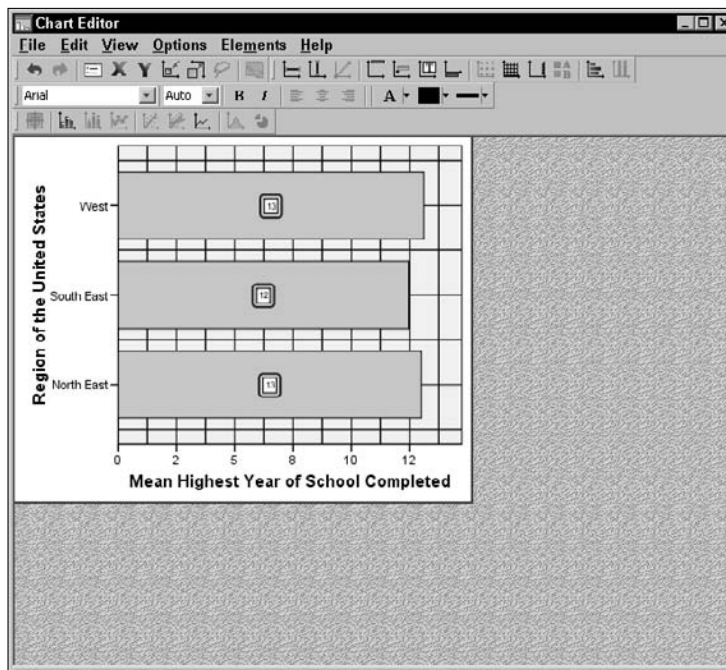 Chart Editor
File Edit View Options Elements Help
X Y
Arial Auto B I A
Region of the United States
West
13
South East
12
North East
13
0 2 5 8 10 12
Mean Highest Year of School Completed